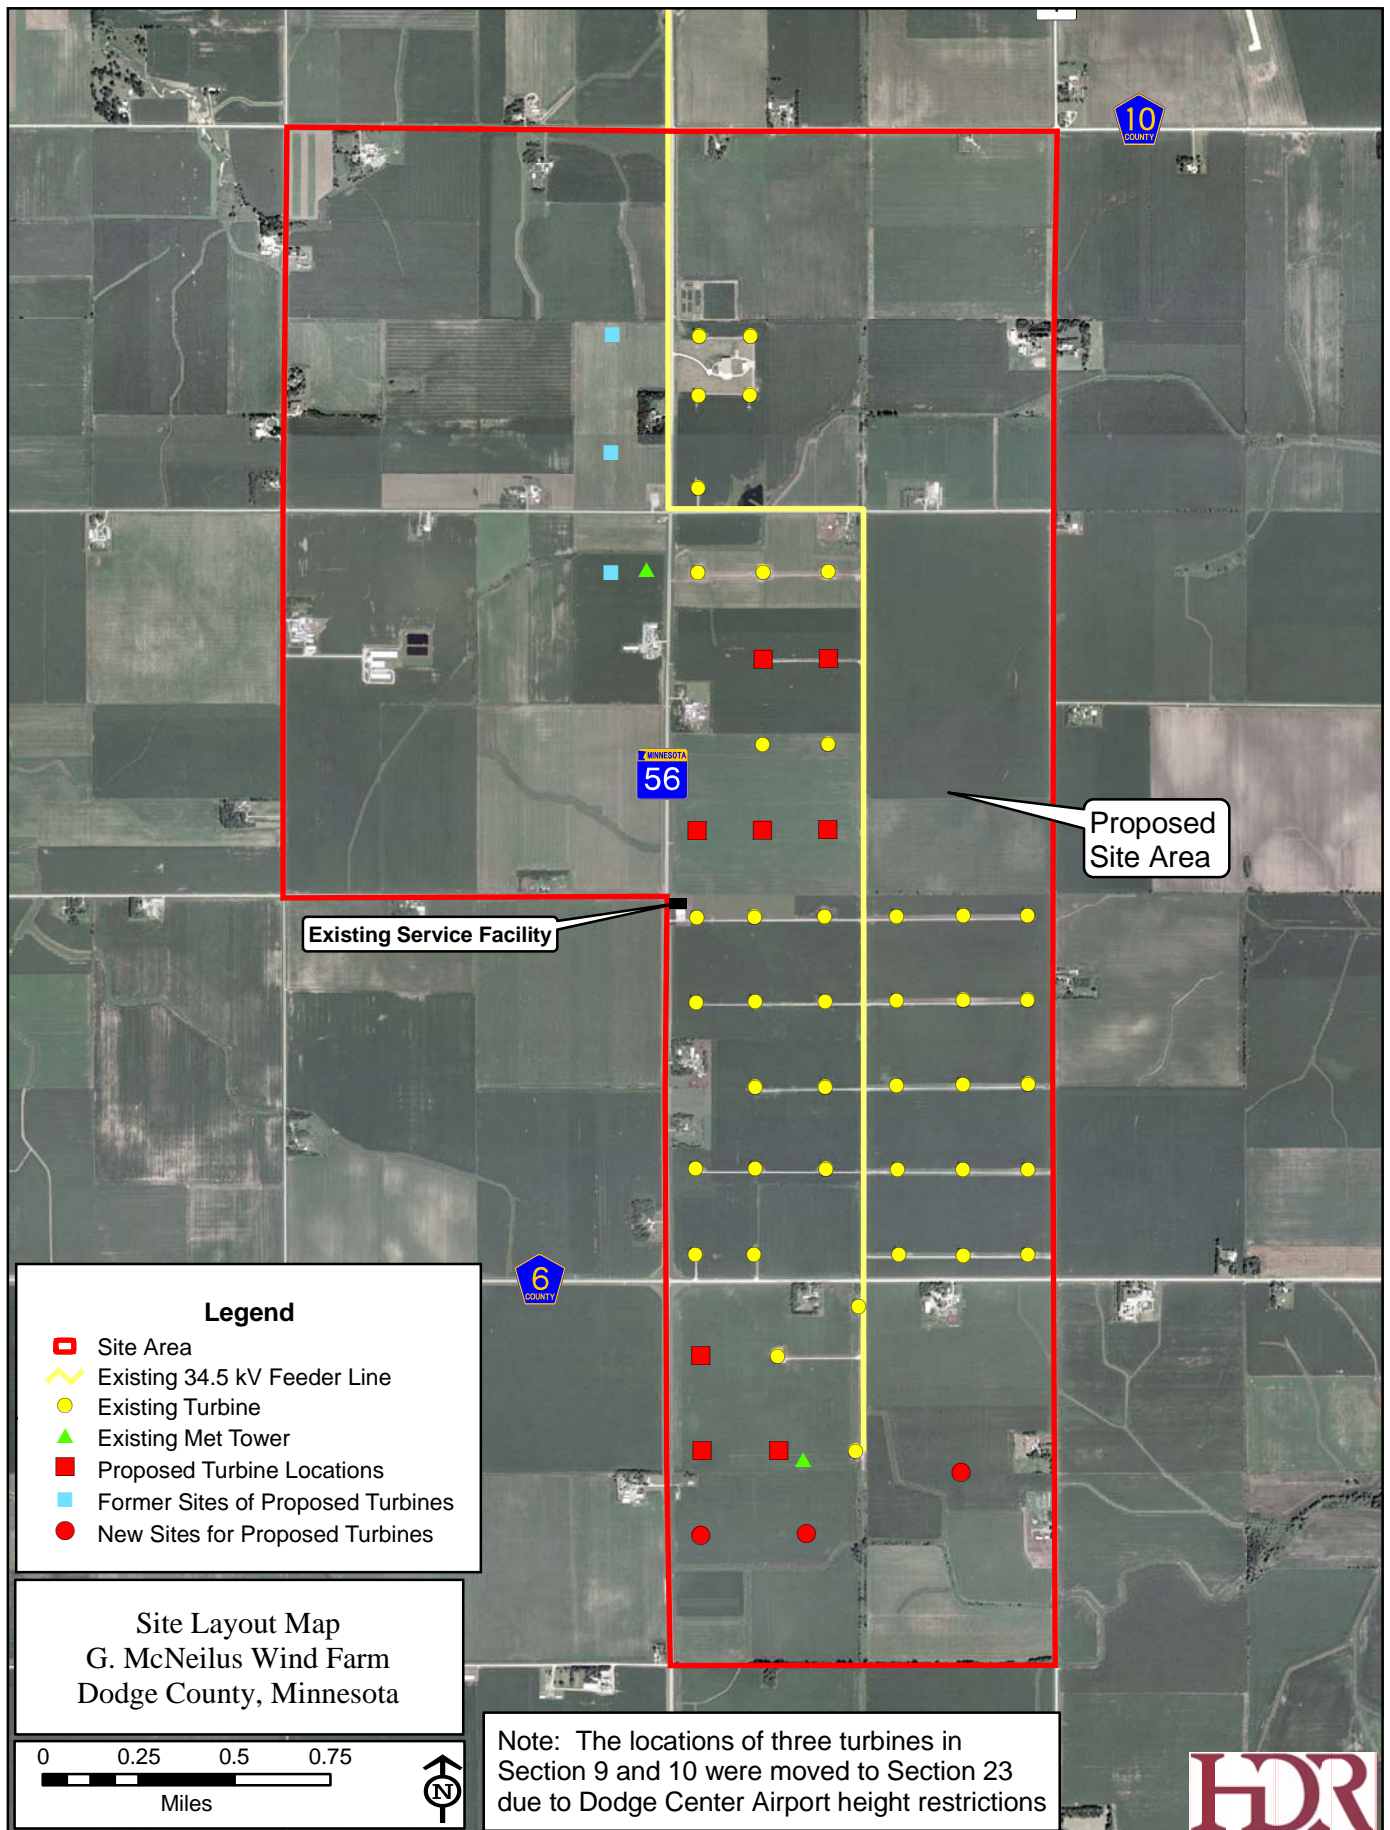 10
COUNTY
MINNESOTA
56
Proposed
Site Area
Existing Service Facility
6
COUNTY
Legend
Site Area
Existing 34.5 kV Feeder Line
Existing Turbine
Existing Met Tower
Proposed Turbine Locations
Former Sites of Proposed Turbines
New Sites for Proposed Turbines
Site Layout Map
G. McNeilus Wind Farm
Dodge County, Minnesota
0 0.25 0.5 0.75
Miles
N
Note: The locations of three turbines in
Section 9 and 10 were moved to Section 23
due to Dodge Center Airport height restrictions
HDR